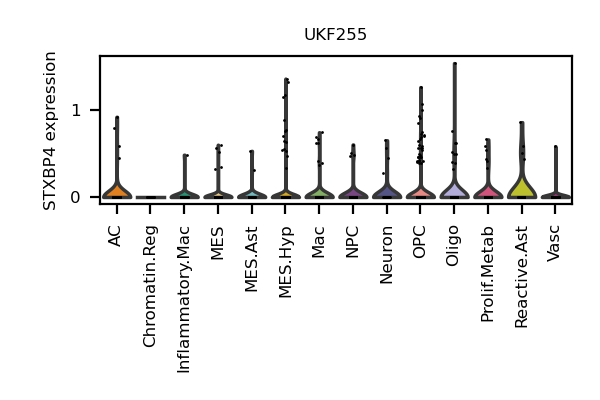 UKF255
STXBP4 expression
1
0
AC
Chromatin.Reg
Inflammatory.Mac
MES
MES.Ast
MES.Hyp
Mac
NPC
Neuron
OPC
Oligo
Prolif.Metab
Reactive.Ast
Vasc